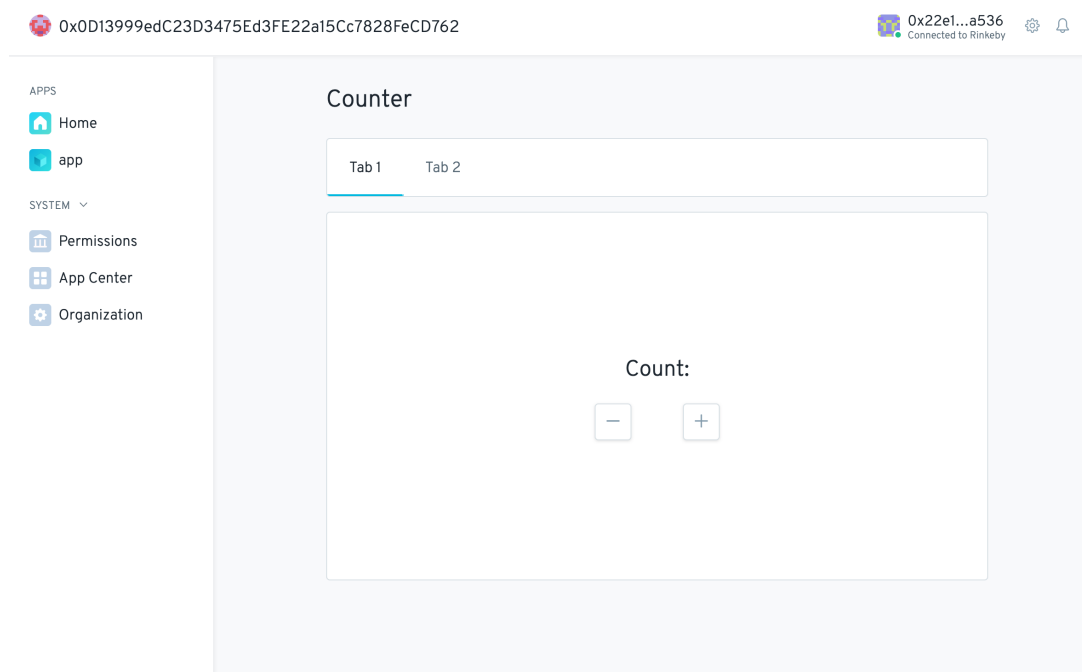 0x0D13999edC23D3475Ed3FE22a15Cc7828FeCD762
0x22e1...a536
Connected to Rinkeby
APPS
Home
app
SYSTEM
Permissions
App Center
Organization
Counter
Tab 1 Tab 2
Count: